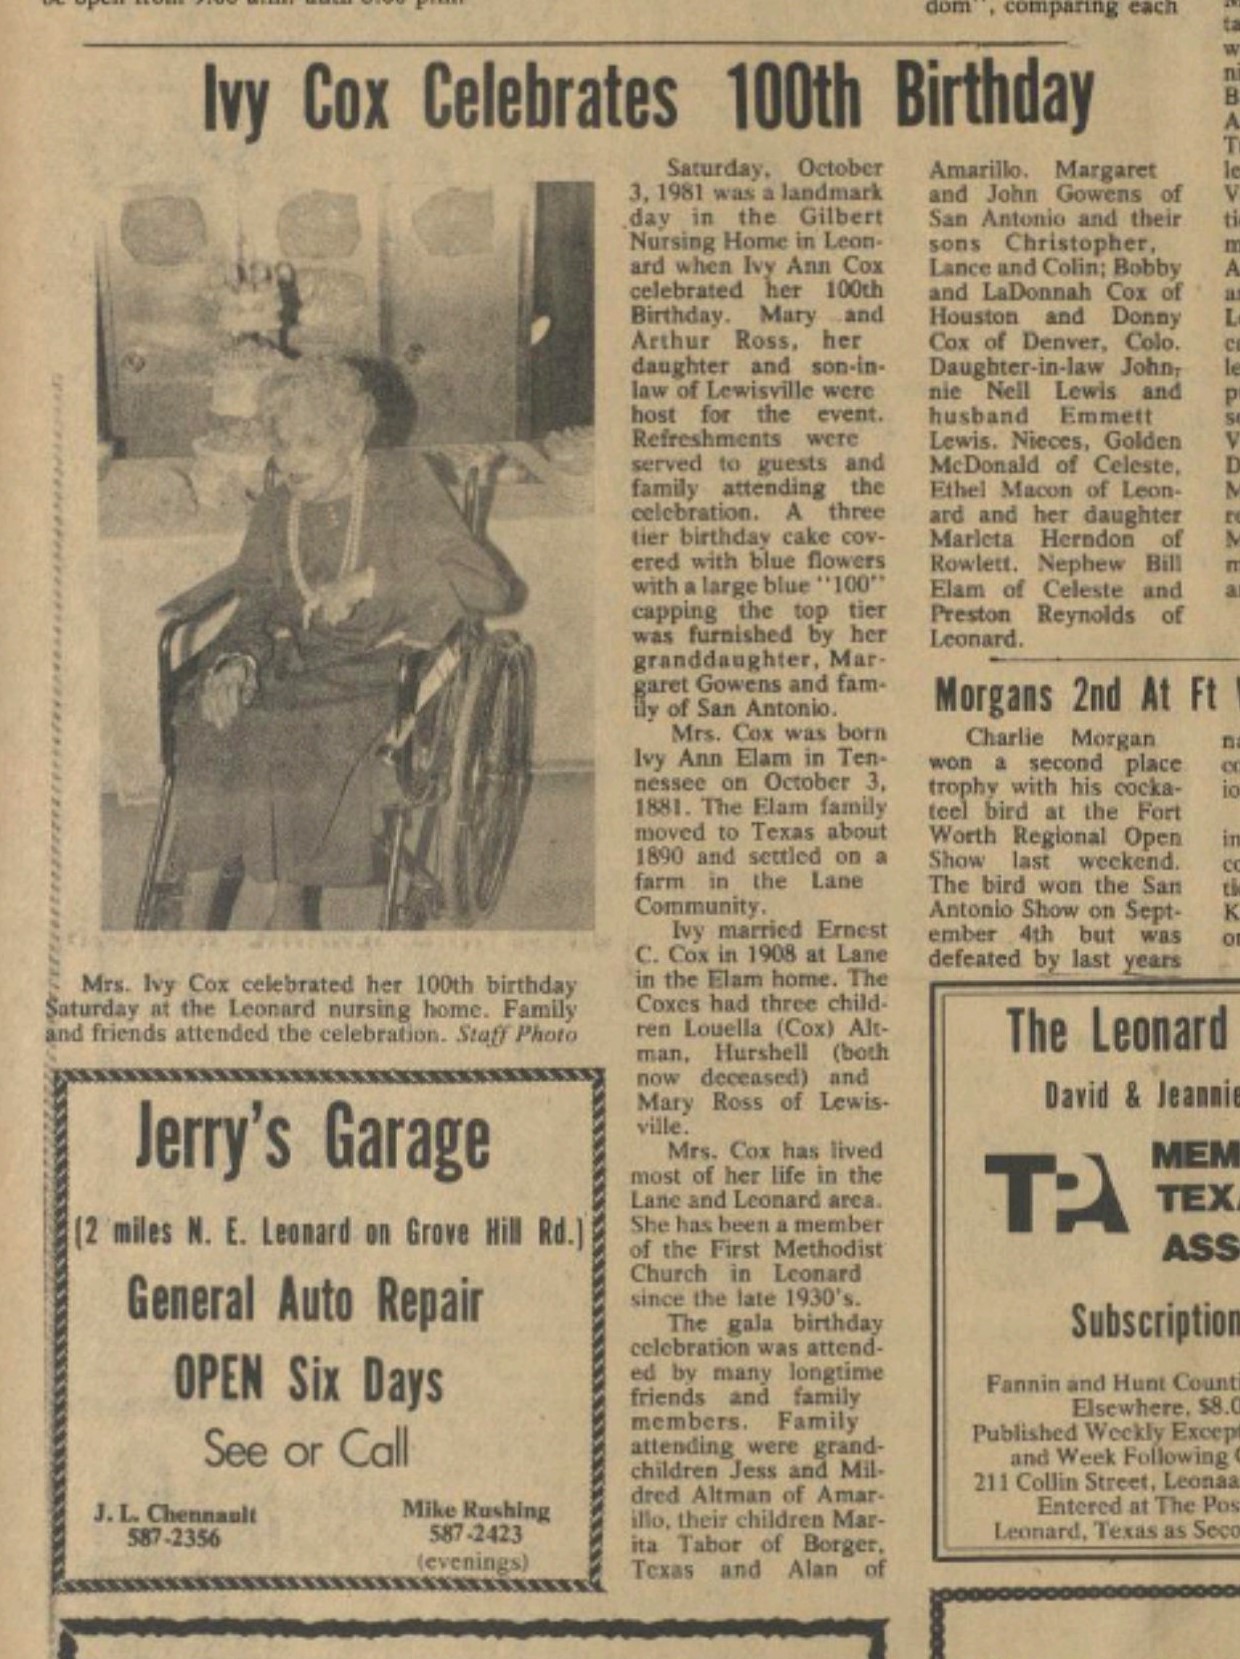 dom", comparing each
Ivy Cox Celebrates 100th Birthday
Saturday, October
3, 1981 was a landmark
day in the Gilbert
Nursing Home in Leon-
ard when Ivy Ann Cox
celebrated her 100th
Birthday. Mary and
Arthur Ross, her
daughter and son-in-
law of Lewisville were
host for the event.
Refreshments were
served to guests and
family attending the
celebration. A three
tier birthday cake cov-
ered with blue flowers
with a large blue "100"
capping the top tier
was furnished by her
granddaughter, Mar-
garet Gowens and fam-
ily of San Antonio.
Mrs. Cox was born
Ivy Ann Elam in Ten-
nessee on October 3,
1881. The Elam family
moved to Texas about
1890 and settled on a
farm in the Lane
Community.
Ivy married Ernest
C. Cox in 1908 at Lane
in the Elam home. The
Coxes had three child-
ren Louella (Cox) Alt-
man, Hurshell (both
now deceased) and
Mary Ross of Lewis-
ville.
Mrs. Cox has lived
most of her life in the
Lane and Leonard area.
She has been a member
of the First Methodist
Church in Leonard
since the late 1930's.
The gala birthday
celebration was attend-
ed by many longtime
friends and family
members. Family
attending were grand-
children Jess and Mil-
dred Altman of Amar-
illo, their children Mar-
ita Tabor of Borger,
Texas and Alan of
Amarillo. Margaret
and John Gowens of
San Antonio and their
sons Christopher,
Lance and Colin; Bobby
and LaDonnah Cox of
Houston and Donny
Cox of Denver, Colo.
Daughter-in-law John-
nie Nell Lewis and
husband Emmett
Lewis. Nieces, Golden
McDonald of Celeste,
Ethel Macon of Leon-
ard and her daughter
Marleta Herndon of
Rowlett. Nephew Bill
Elam of Celeste and
Preston Reynolds of
Leonard.
Mrs. Ivy Cox celebrated her 100th birthday
Saturday at the Leonard nursing home. Family
and friends attended the celebration. Staff Photo
Jerry's Garage
(2 miles N. E. Leonard on Grove Hill Rd.)
General Auto Repair
OPEN Six Days
See or Call
J. L. Chennault
587-2356
Mike Rushing
587-2423
(evenings)
Morgans 2nd At Ft
Charlie Morgan
won a second place
trophy with his cocka-
teel bird at the Fort
Worth Regional Open
Show last weekend.
The bird won the San
Antonio Show on Sept-
ember 4th but was
defeated by last years
The Leonard
David & Jeannie
TPA
MEM
TEXA
ASS
Subscription
Fannin and Hunt Counti
Elsewhere, $8.0
Published Weekly Except
and Week Following
211 Collin Street, Leonaa
Entered at The Pos
Leonard, Texas as Seco